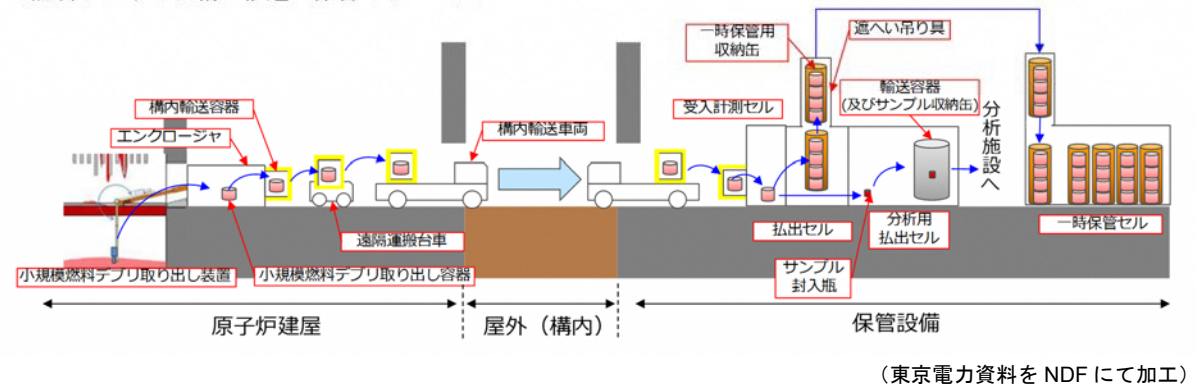 一時保管用
収納缶
遮へい吊り具
輸送容器
(及びサンプル収納缶)
構内輸送容器
受入計測セル
エンクロージャ
構内輸送車両
分析施設へ
払出セル
分析用
払出セル
一時保管セル
遠隔運搬台車
小規模燃料デブリ取り出し装置
小規模燃料デブリ取り出し容器
サンプル
封入瓶
原子炉建屋
屋外（構内）
保管設備
（東京電力資料を NDF にて加工）